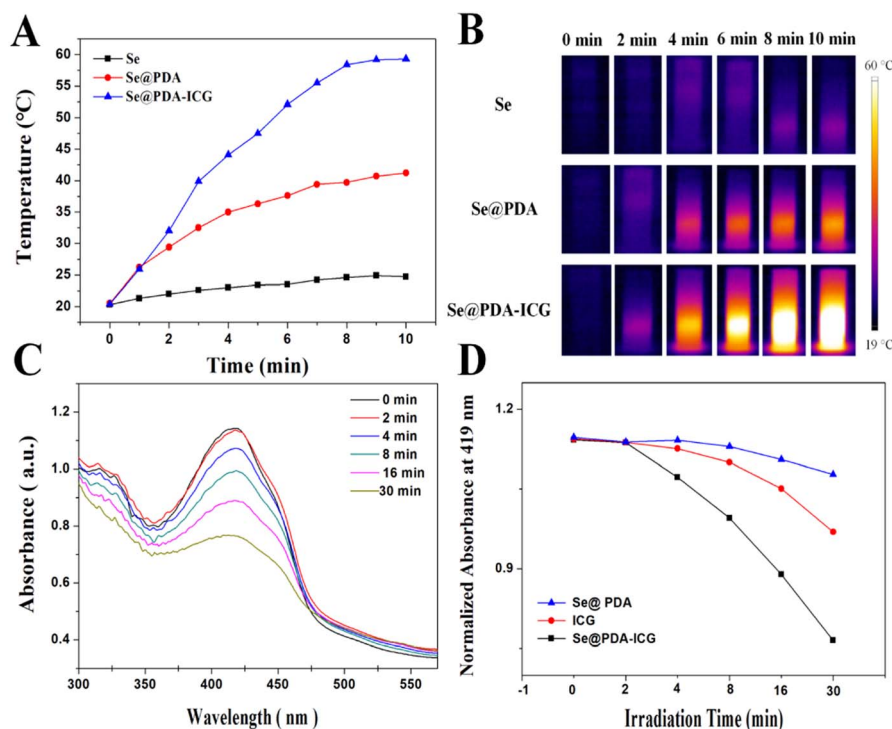 A
Se
Se@PDA
Se@PDA-ICG
60
55
50
45
40
35
30
25
20
Temperature (℃)
0 2 4 6 8 10
Time (min)
B
0 min 2 min 4 min 6 min 8 min 10 min
Se
Se@PDA
Se@PDA-ICG
60 °C
19 °C
C
0 min
2 min
4 min
8 min
16 min
30 min
1.2
1.0
0.8
0.6
0.4
Absorbance ( a.u.)
300 350 400 450 500 550
Wavelength ( nm )
D
1.2
0.9
Normalized Absorbance at 419 nm
Se@ PDA
ICG
Se@PDA-ICG
-1 0 2 4 8 16 30
Irradiation Time (min)